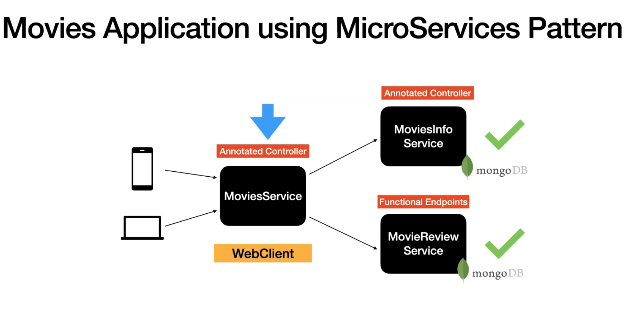 Movies Application using MicroServices Pattern
Annotated Controller
MoviesInfo
Service
mongoDB
Annotated Controller
MoviesService
WebClient
Functional Endpoints
MovieReview
Service
mongoDB